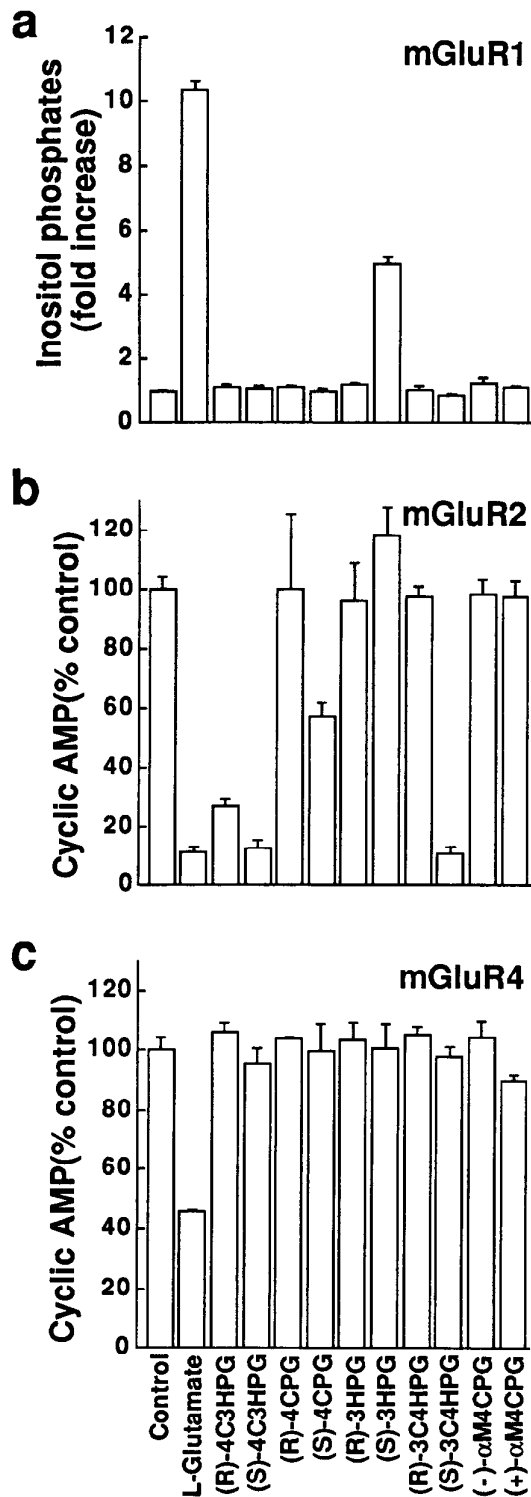 a
mGluR1
Inositol phosphates
(fold increase)
12
10
8
6
4
2
0
b
mGluR2
Cyclic AMP(% control)
120
100
80
60
40
20
0
c
mGluR4
Cyclic AMP(% control)
120
100
80
60
40
20
0
Control
L-Glutamate
(R)-4C3HPG
(S)-4C3HPG
(R)-4CPG
(S)-4CPG
(R)-3HPG
(S)-3HPG
(R)-3C4HPG
(S)-3C4HPG
(-)-αM4CPG
(+)-αM4CPG